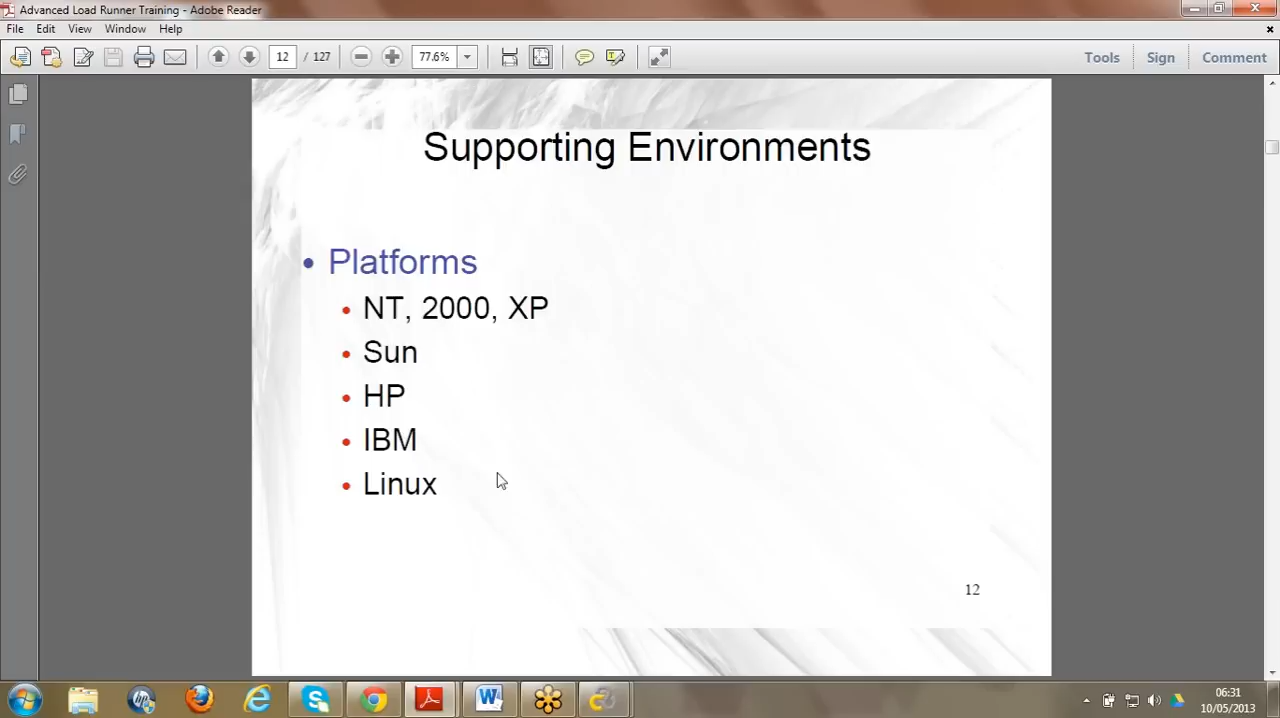 Advanced Load Runner Training - Adobe Reader
File Edit View Window Help
12 / 127 77.6% Tools Sign Comment
Supporting Environments
• Platforms
• NT, 2000, XP
• Sun
• HP
• IBM
• Linux
12
06:31
10/05/2013